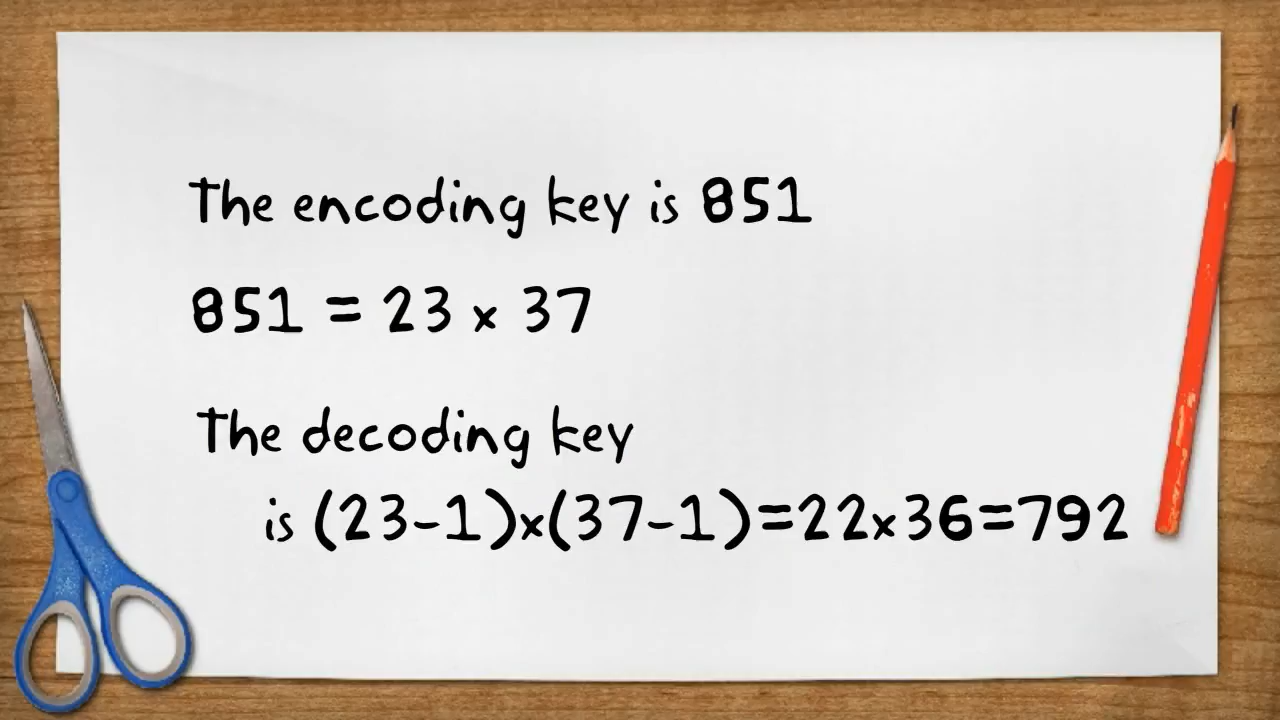 The encoding key is 851
851 = 23 x 37
The decoding key
is (23-1)x(37-1)=22x36=792